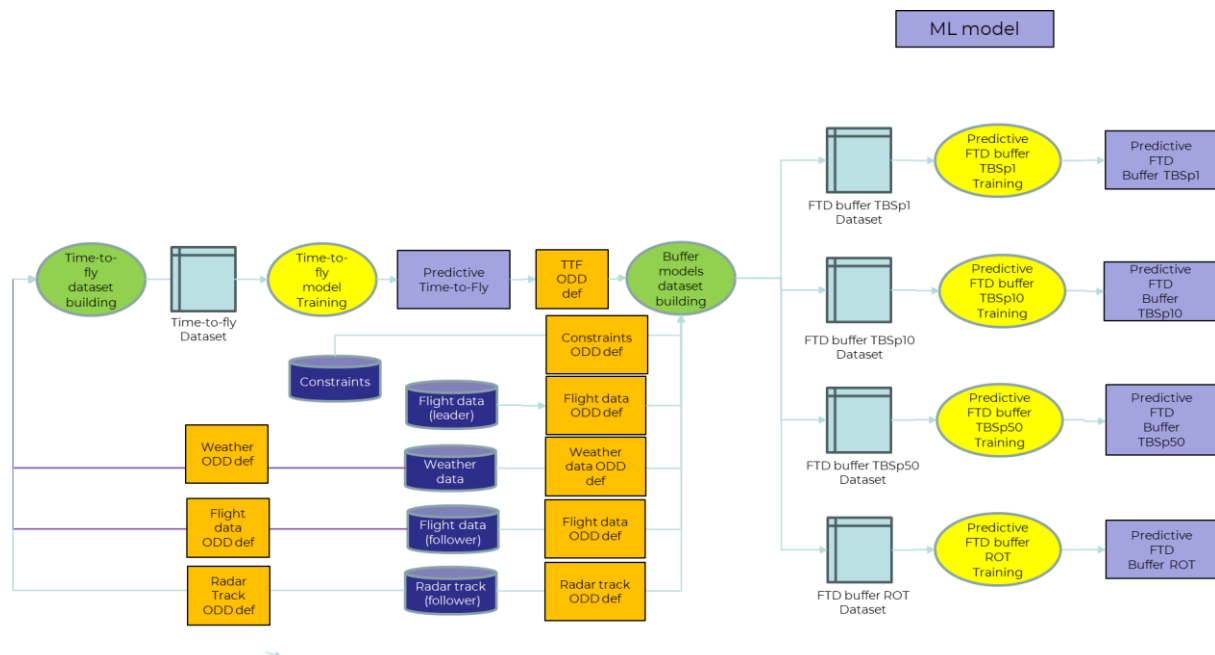 ML model
Predictive
FTD buffer
TBSp1
Training
Predictive
FTD
Buffer TBSp1
FTD buffer TBSp1
Dataset
Time-to-
fly
dataset
building
Time-to-fly
Dataset
Time-to-
fly
model
Training
Predictive
Time-to-Fly
TTF
ODD
def
Buffer
models
dataset
building
FTD buffer TBSp10
Dataset
Predictive
FTD buffer
TBSp10
Training
Predictive
FTD
Buffer
TBSp10
Constraints
Constraints
ODD def
Flight data
(leader)
Flight data
ODD def
FTD buffer TBSp50
Dataset
Predictive
FTD buffer
TBSp50
Training
Predictive
FTD
Buffer
TBSp50
Weather
ODD def
Weather
data
Weather
data ODD
def
Flight
data
ODD def
Flight data
(follower)
Flight data
ODD def
Radar
Track
ODD def
Radar track
(follower)
Radar track
ODD def
FTD buffer ROT
Dataset
Predictive
FTD buffer
ROT
Training
Predictive
FTD
Buffer ROT